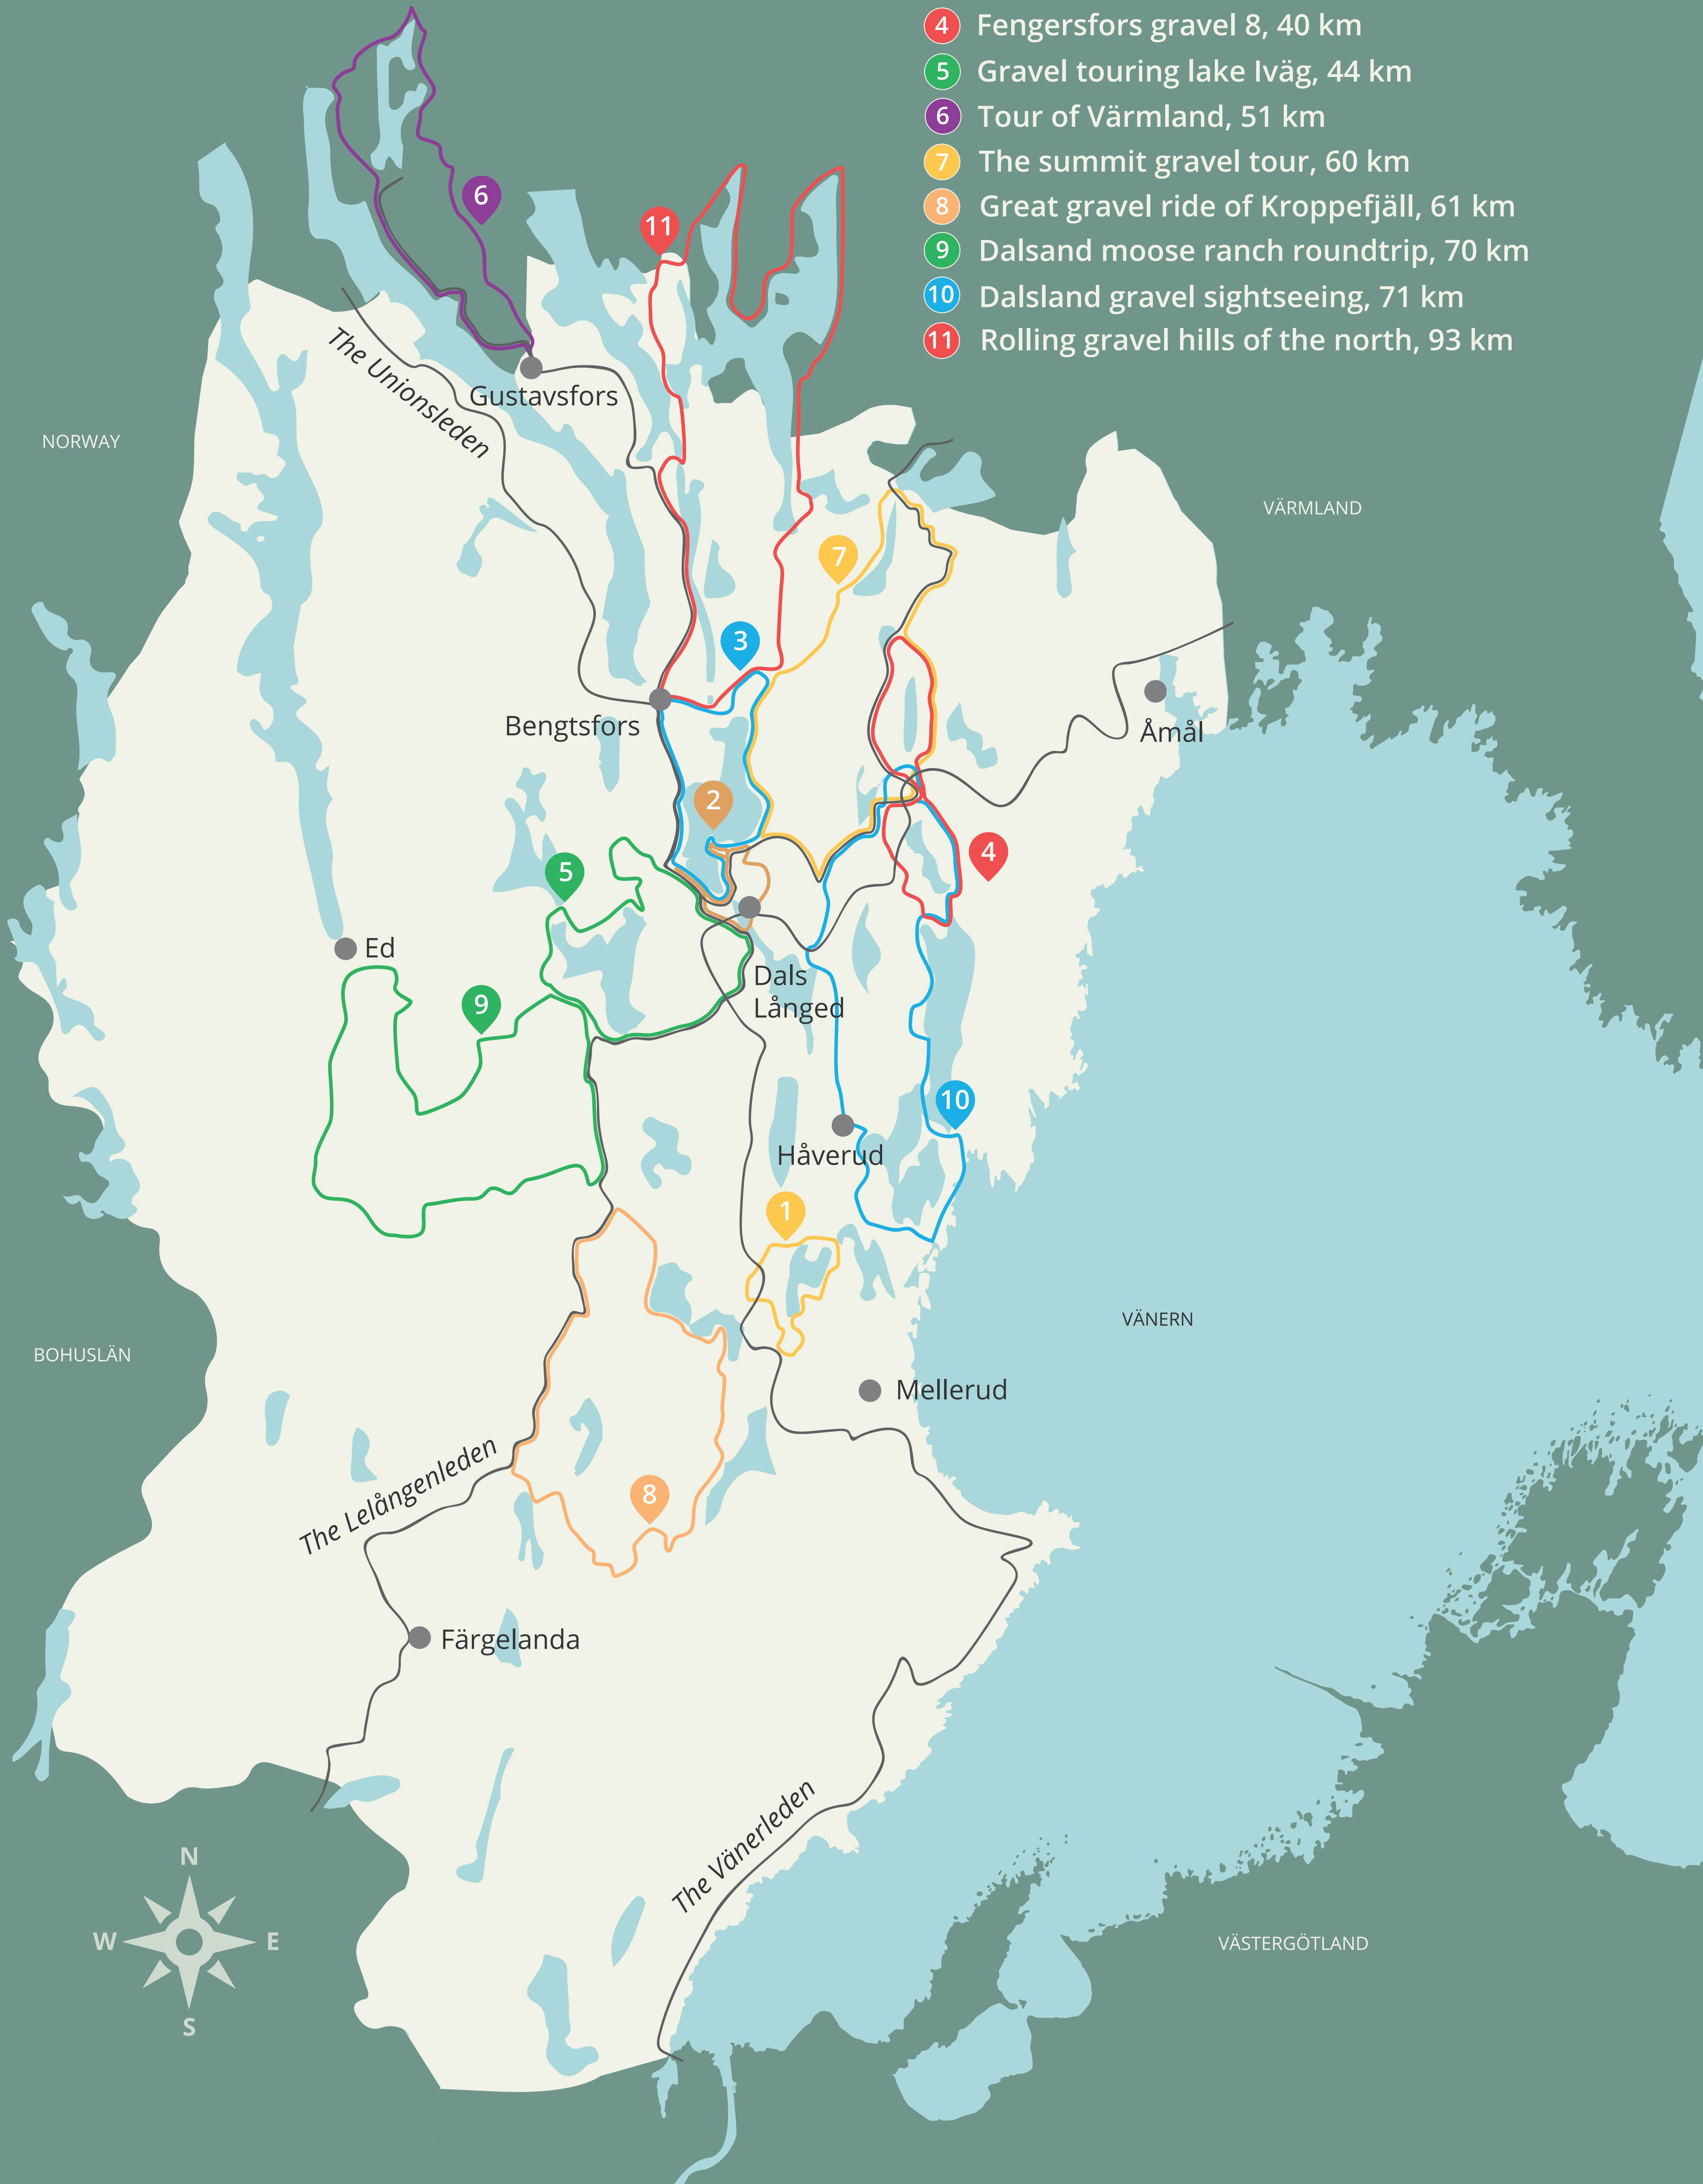 4 Fengersfors gravel 8, 40 km
5 Gravel touring lake Iväg, 44 km
6 Tour of Värmland, 51 km
7 The summit gravel tour, 60 km
8 Great gravel ride of Kroppefjäll, 61 km
9 Dalsand moose ranch roundtrip, 70 km
10 Dalsland gravel sightseeing, 71 km
11 Rolling gravel hills of the north, 93 km
6
11
The Unionsleden
Gustavsfors
NORWAY
VÄRMLAND
7
3
Bengtsfors
Åmål
2
4
5
Ed
Dals
Långed
9
10
Håverud
1
VÄNERN
BOHUSLÄN
Mellerud
The Lelångenleden
8
Färgelanda
The Vänerleden
N
W
E
S
VÄSTERGÖTLAND